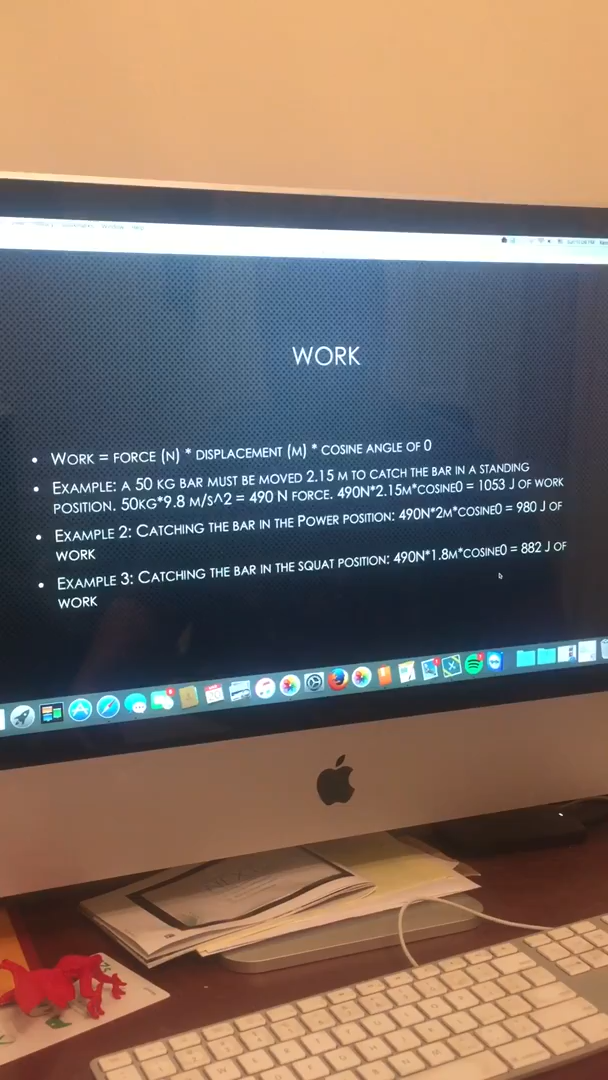 WORK
• WORK = FORCE (N) * DISPLACEMENT (M) * COSINE ANGLE OF 0
• EXAMPLE: A 50 KG BAR MUST BE MOVED 2.15 M TO CATCH THE BAR IN A STANDING
POSITION. 50KG*9.8 M/S^2 = 490 N FORCE. 490N*2.15M*COSINE0 = 1053 J OF WORK
• EXAMPLE 2: CATCHING THE BAR IN THE POWER POSITION: 490N*2M*COSINE0 = 980 J OF
WORK
• EXAMPLE 3: CATCHING THE BAR IN THE SQUAT POSITION: 490N*1.8M*COSINE0 = 882 J OF
WORK